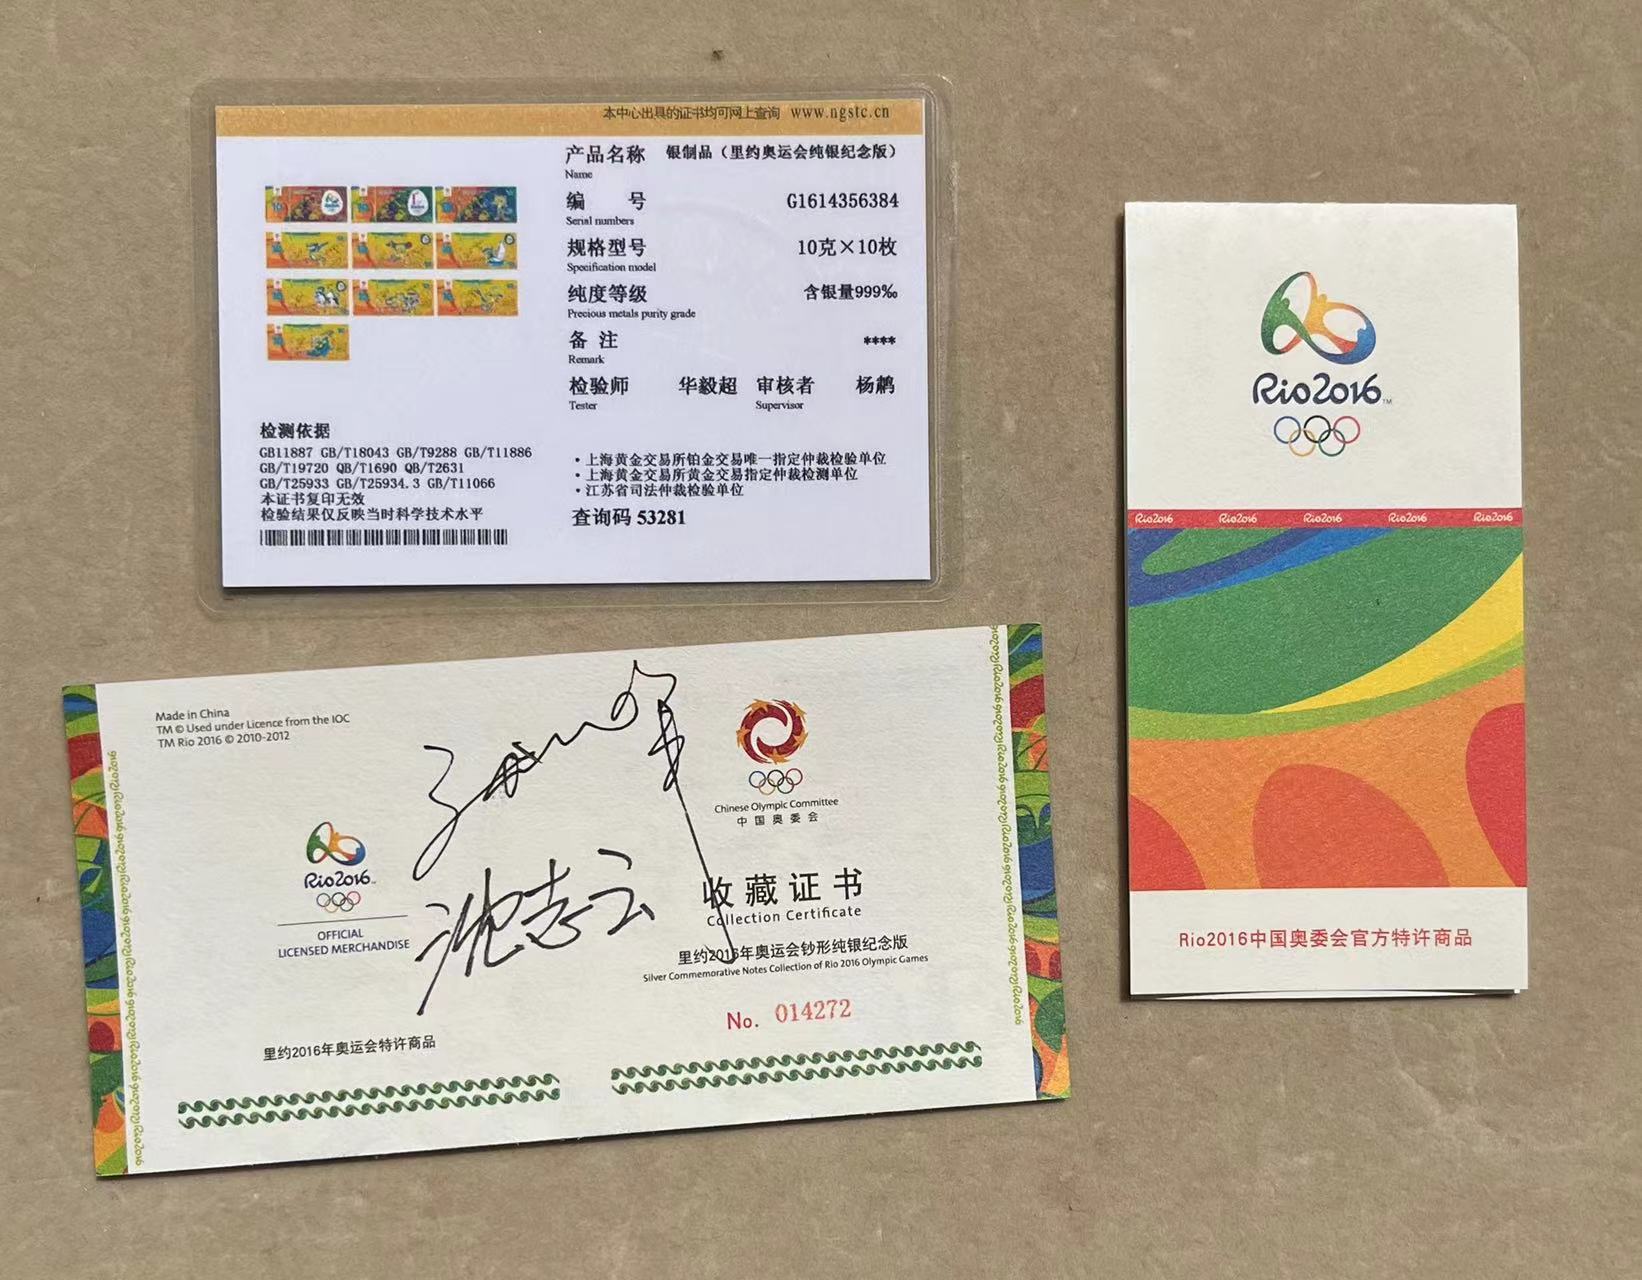 本中心出具的证书均可网上查询 www.ngstc.cn
产品名称 银制品（里约奥运会纯银纪念版）
Name
编 号 G1614356384
Serial numbers
规格型号 10克×10枚
Specification model
纯度等级 含银量999‰
Precious metals purity grade
备 注 ****
Remark
检验师 华毅超 审核者 杨鹧
Tester Supervisor
检测依据
GB11887 GB/T18043 GB/T9288 GB/T11886
GB/T19720 QB/T1690 QB/T2631
GB/T25933 GB/T25934.3 GB/T11066
本证书复印无效
检验结果仅反映当时科学技术水平
·上海黄金交易所铂金交易唯一指定仲裁检验单位
·上海黄金交易所黄金交易指定仲裁检测单位
·江苏省司法仲裁检验单位
查询码 53281
Rio2016™
Rio2016 Rio2016 Rio2016 Rio2016 Rio2016
Rio2016中国奥委会官方特许商品
Made in China
TM © Used under Licence from the IOC
TM Rio 2016 © 2010-2012
Rio2016™
OFFICIAL
LICENSED MERCHANDISE
里约2016年奥运会特许商品
沈志云
Chinese Olympic Committee
中国奥委会
收藏证书
Collection Certificate
里约2016年奥运会钞形纯银纪念版
Silver Commemorative Notes Collection of Rio 2016 Olympic Games
No. 014272